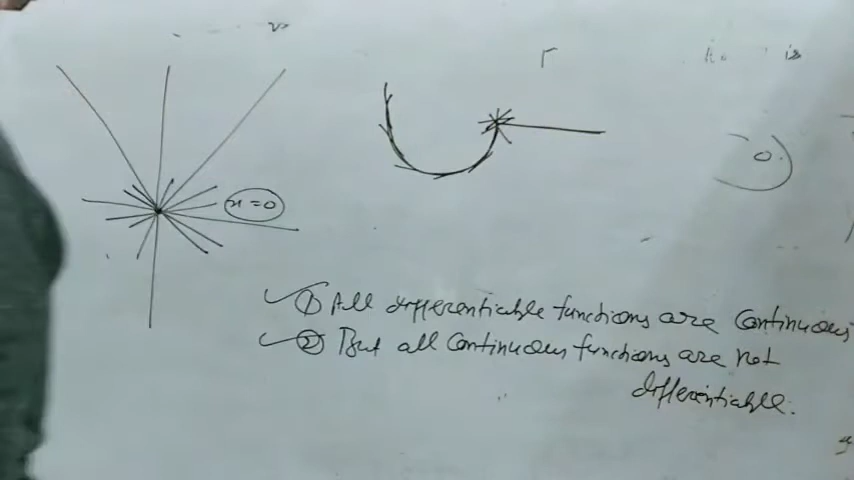 x=0
① All differentiable functions are Continuous
② But all Continuous functions are not
differentiable.